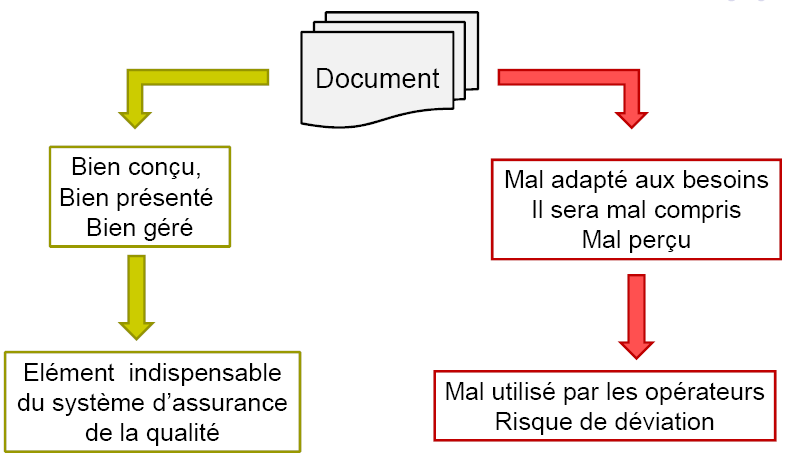 Document
Bien conçu,
Bien présenté
Bien géré
Mal adapté aux besoins
Il sera mal compris
Mal perçu
Elément indispensable
du système d’assurance
de la qualité
Mal utilisé par les opérateurs
Risque de déviation